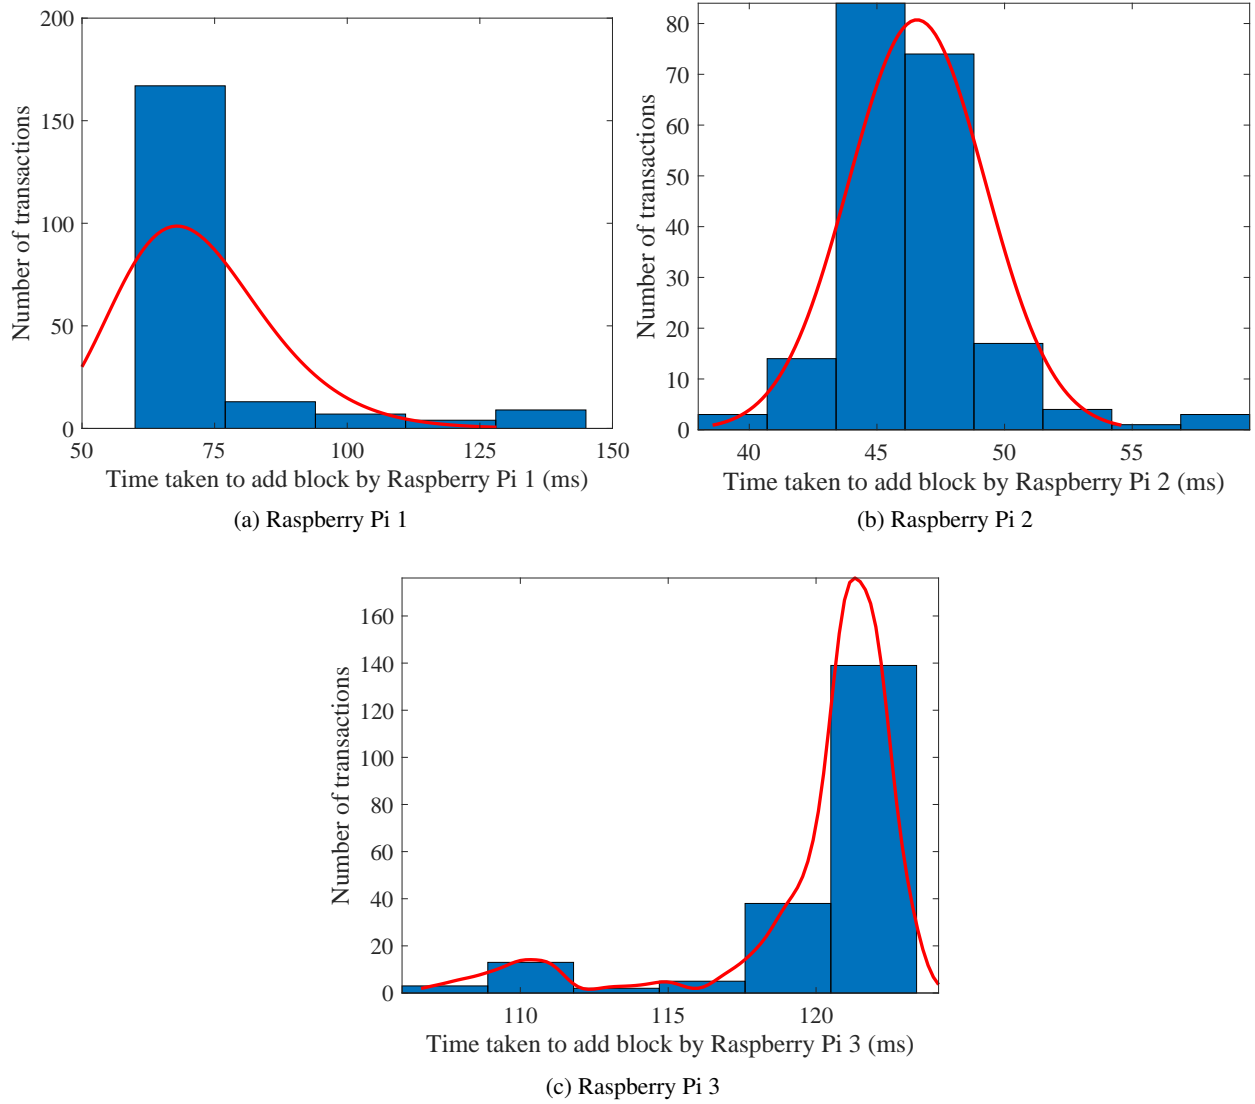 200
150
100
50
0
Number of transactions
50 75 100 125 150
Time taken to add block by Raspberry Pi 1 (ms)
(a) Raspberry Pi 1
80
70
60
50
40
30
20
10
0
Number of transactions
40 45 50 55
Time taken to add block by Raspberry Pi 2 (ms)
(b) Raspberry Pi 2
160
140
120
100
80
60
40
20
0
Number of transactions
110 115 120
Time taken to add block by Raspberry Pi 3 (ms)
(c) Raspberry Pi 3